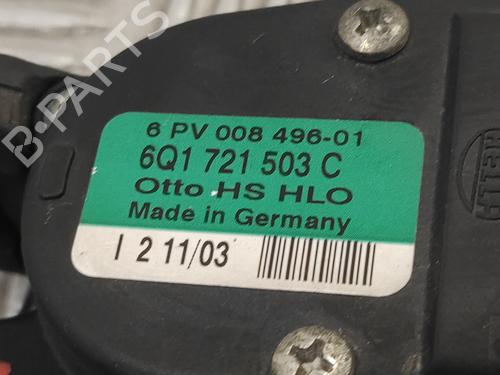 B-PARTS
6 PV 008 496-01
6Q1 721 503 C
Otto HS HLO
Made in Germany
I 2 11/03
HELLA